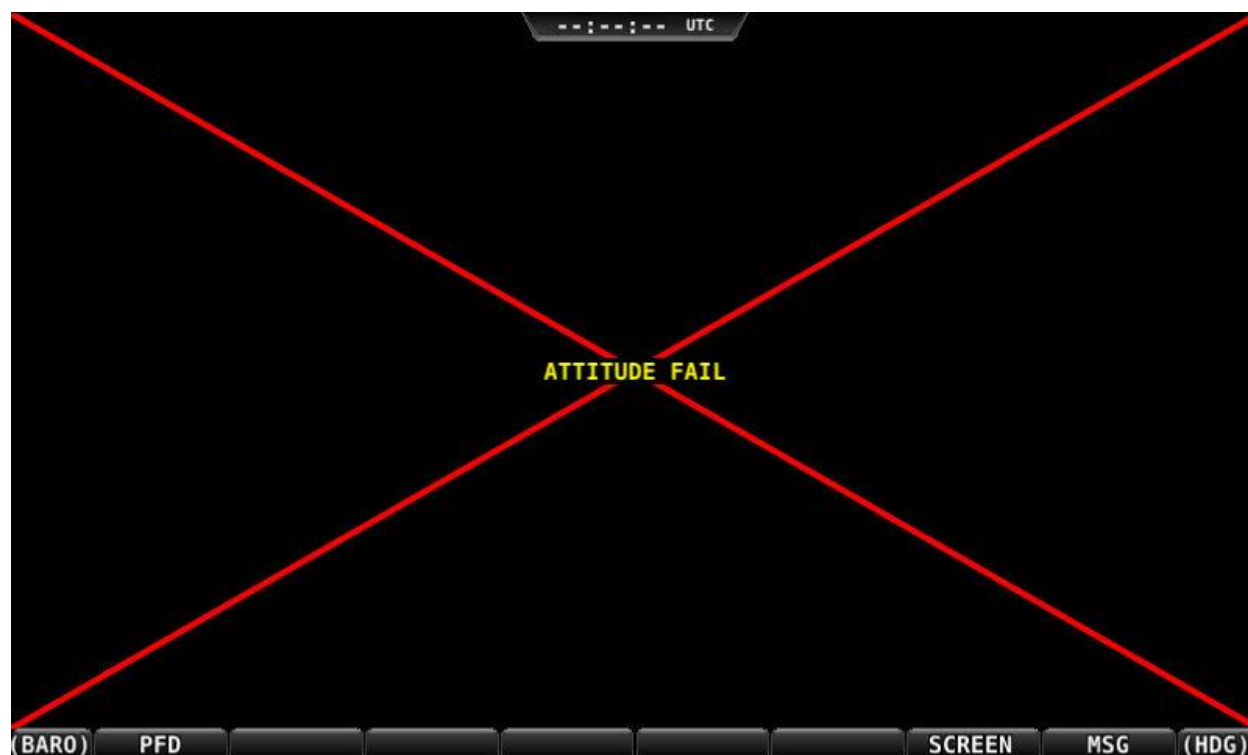 --:--:-- UTC
ATTITUDE FAIL
(BARO) PFD SCREEN MSG (HDG)